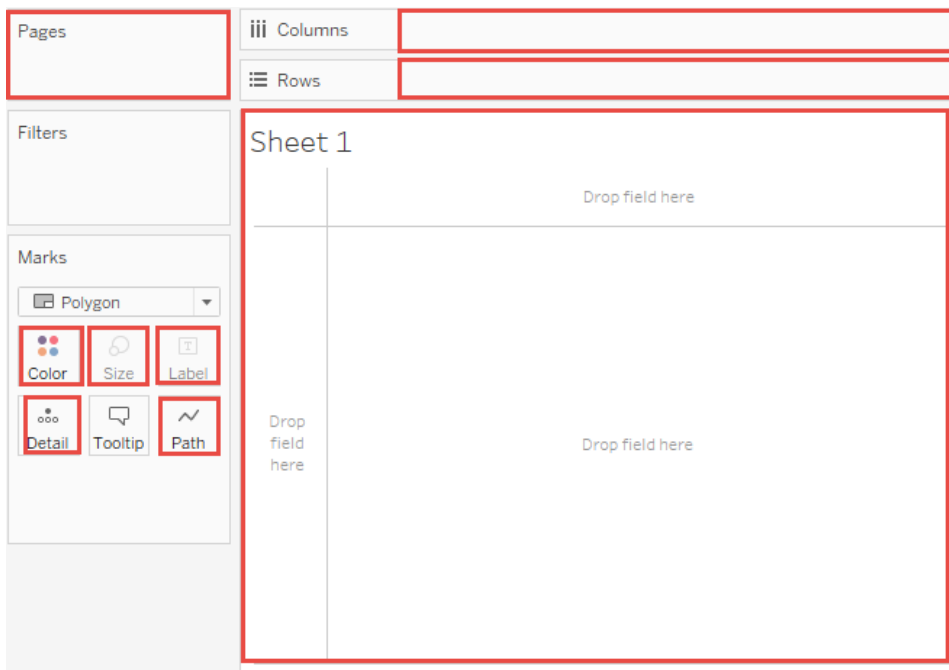 Pages
Columns
Rows
Filters
Sheet 1
Drop field here
Marks
Polygon
Color Size Label
Detail Tooltip Path
Drop
field
here
Drop field here